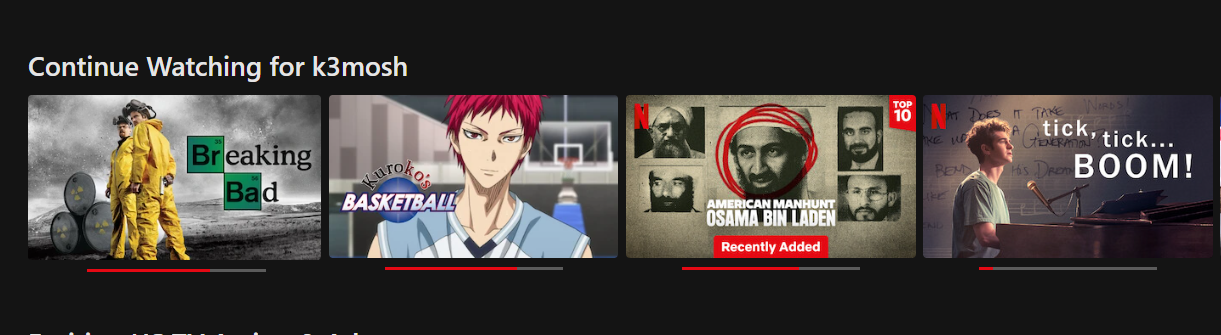 Continue Watching for k3mosh
Breaking
Bad
Kuroko's
BASKETBALL
N
TOP
10
AMERICAN MANHUNT
OSAMA BIN LADEN
Recently Added
N
tick, tick...
BOOM!